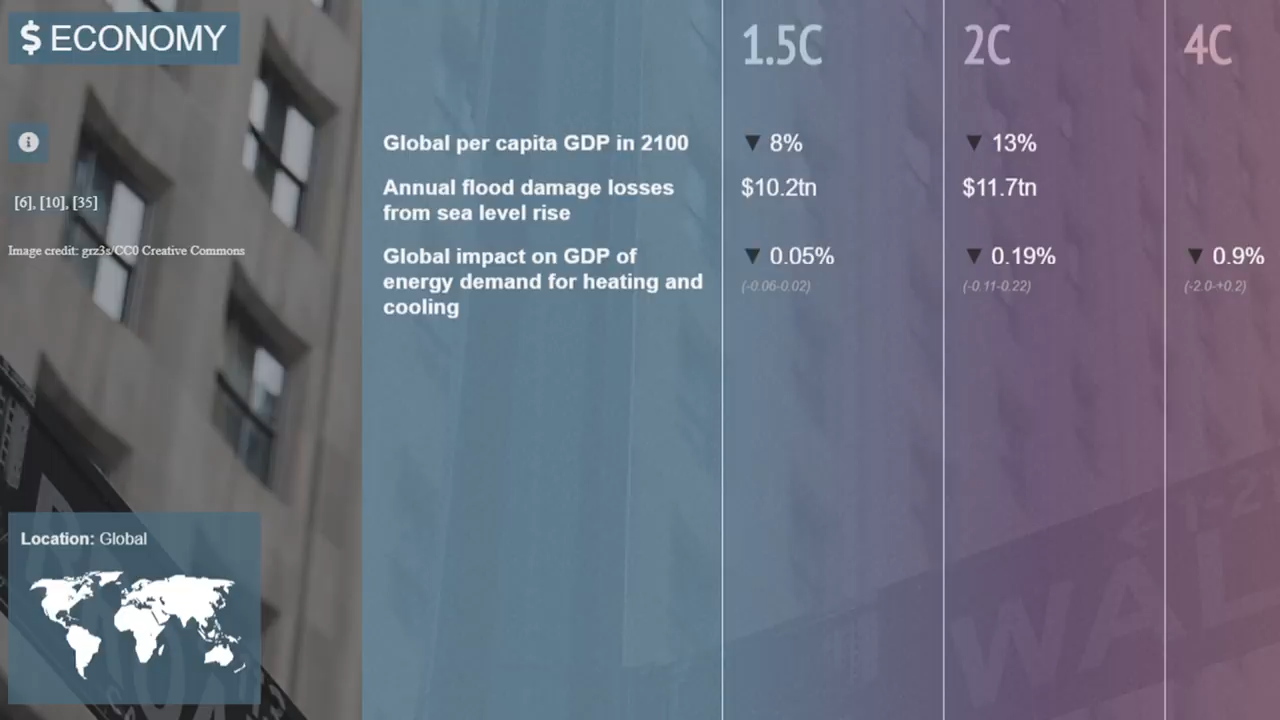 $ ECONOMY
1.5C
2C
4C
Global per capita GDP in 2100
▼ 8%
▼ 13%
Annual flood damage losses
from sea level rise
$10.2tn
$11.7tn
Global impact on GDP of
energy demand for heating and
cooling
▼ 0.05%
(-0.06-0.02)
▼ 0.19%
(-0.11-0.22)
▼ 0.9%
(-2.0-+0.2)
i
[6], [10], [35]
Image credit: grz3s/CC0 Creative Commons
Location: Global
WAL